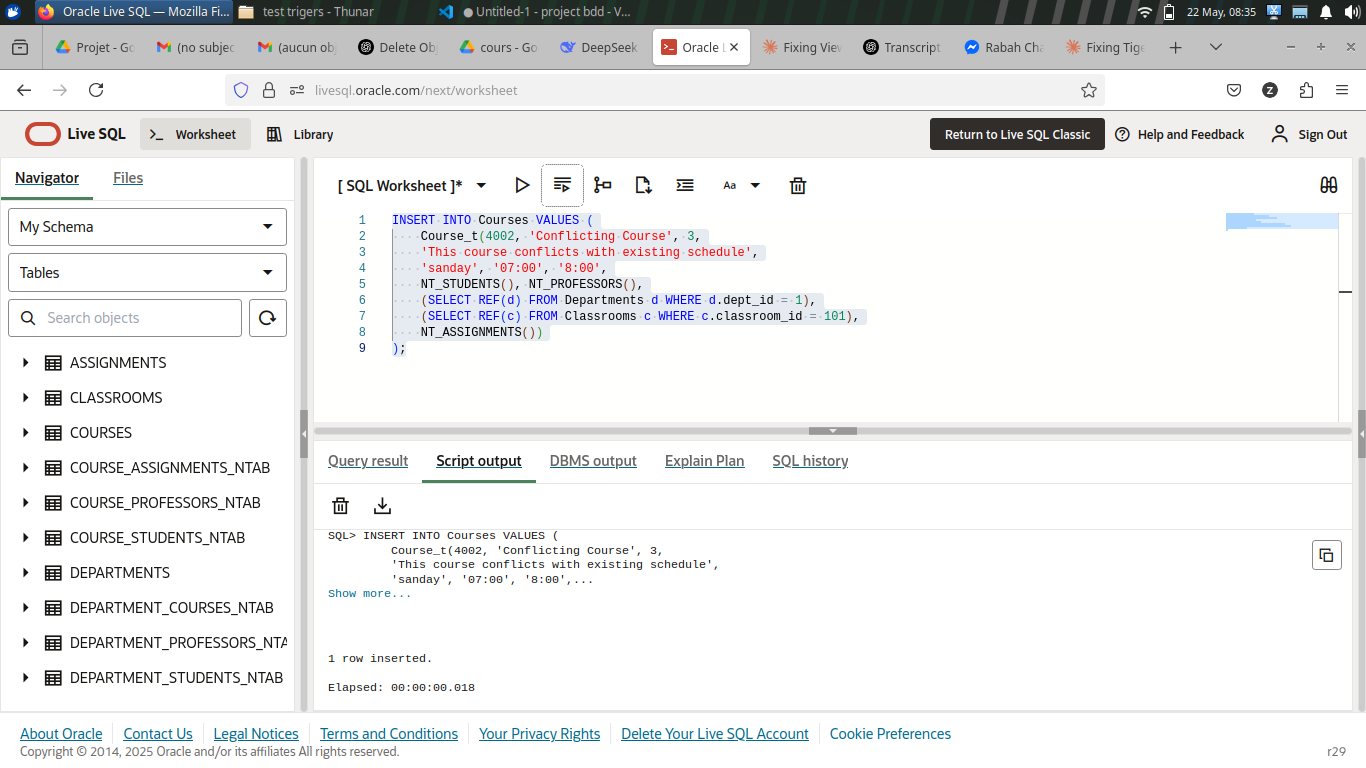 Oracle Live SQL — Mozilla Fi...
test trigers - Thunar
Untitled-1 - project bdd - V...
22 May, 08:35
Projet - Go
(no subjec
(aucun ob
Delete Obj
cours - Go
DeepSeek
Oracle L
Fixing View
Transcript
Rabah Cha
Fixing Tige
livesql.oracle.com/next/worksheet
Z
Live SQL
Worksheet
Library
Return to Live SQL Classic
Help and Feedback
Sign Out
Navigator
Files
My Schema
Tables
Search objects
ASSIGNMENTS
CLASSROOMS
COURSES
COURSE_ASSIGNMENTS_NTAB
COURSE_PROFESSORS_NTAB
COURSE_STUDENTS_NTAB
DEPARTMENTS
DEPARTMENT_COURSES_NTAB
DEPARTMENT_PROFESSORS_NTA
DEPARTMENT_STUDENTS_NTAB
[ SQL Worksheet ]*
Aa
1 INSERT INTO Courses VALUES (
2 Course_t(4002, 'Conflicting Course', 3,
3 'This course conflicts with existing schedule',
4 'sanday', '07:00', '8:00',
5 NT_STUDENTS(), NT_PROFESSORS(),
6 (SELECT REF(d) FROM Departments d WHERE d.dept_id = 1),
7 (SELECT REF(c) FROM Classrooms c WHERE c.classroom_id = 101),
8 NT_ASSIGNMENTS())
9 );
Query result
Script output
DBMS output
Explain Plan
SQL history
SQL> INSERT INTO Courses VALUES (
Course_t(4002, 'Conflicting Course', 3,
'This course conflicts with existing schedule',
'sanday', '07:00', '8:00',...
Show more...
1 row inserted.
Elapsed: 00:00:00.018
About Oracle
Contact Us
Legal Notices
Terms and Conditions
Your Privacy Rights
Delete Your Live SQL Account
Cookie Preferences
Copyright © 2014, 2025 Oracle and/or its affiliates All rights reserved.
r29